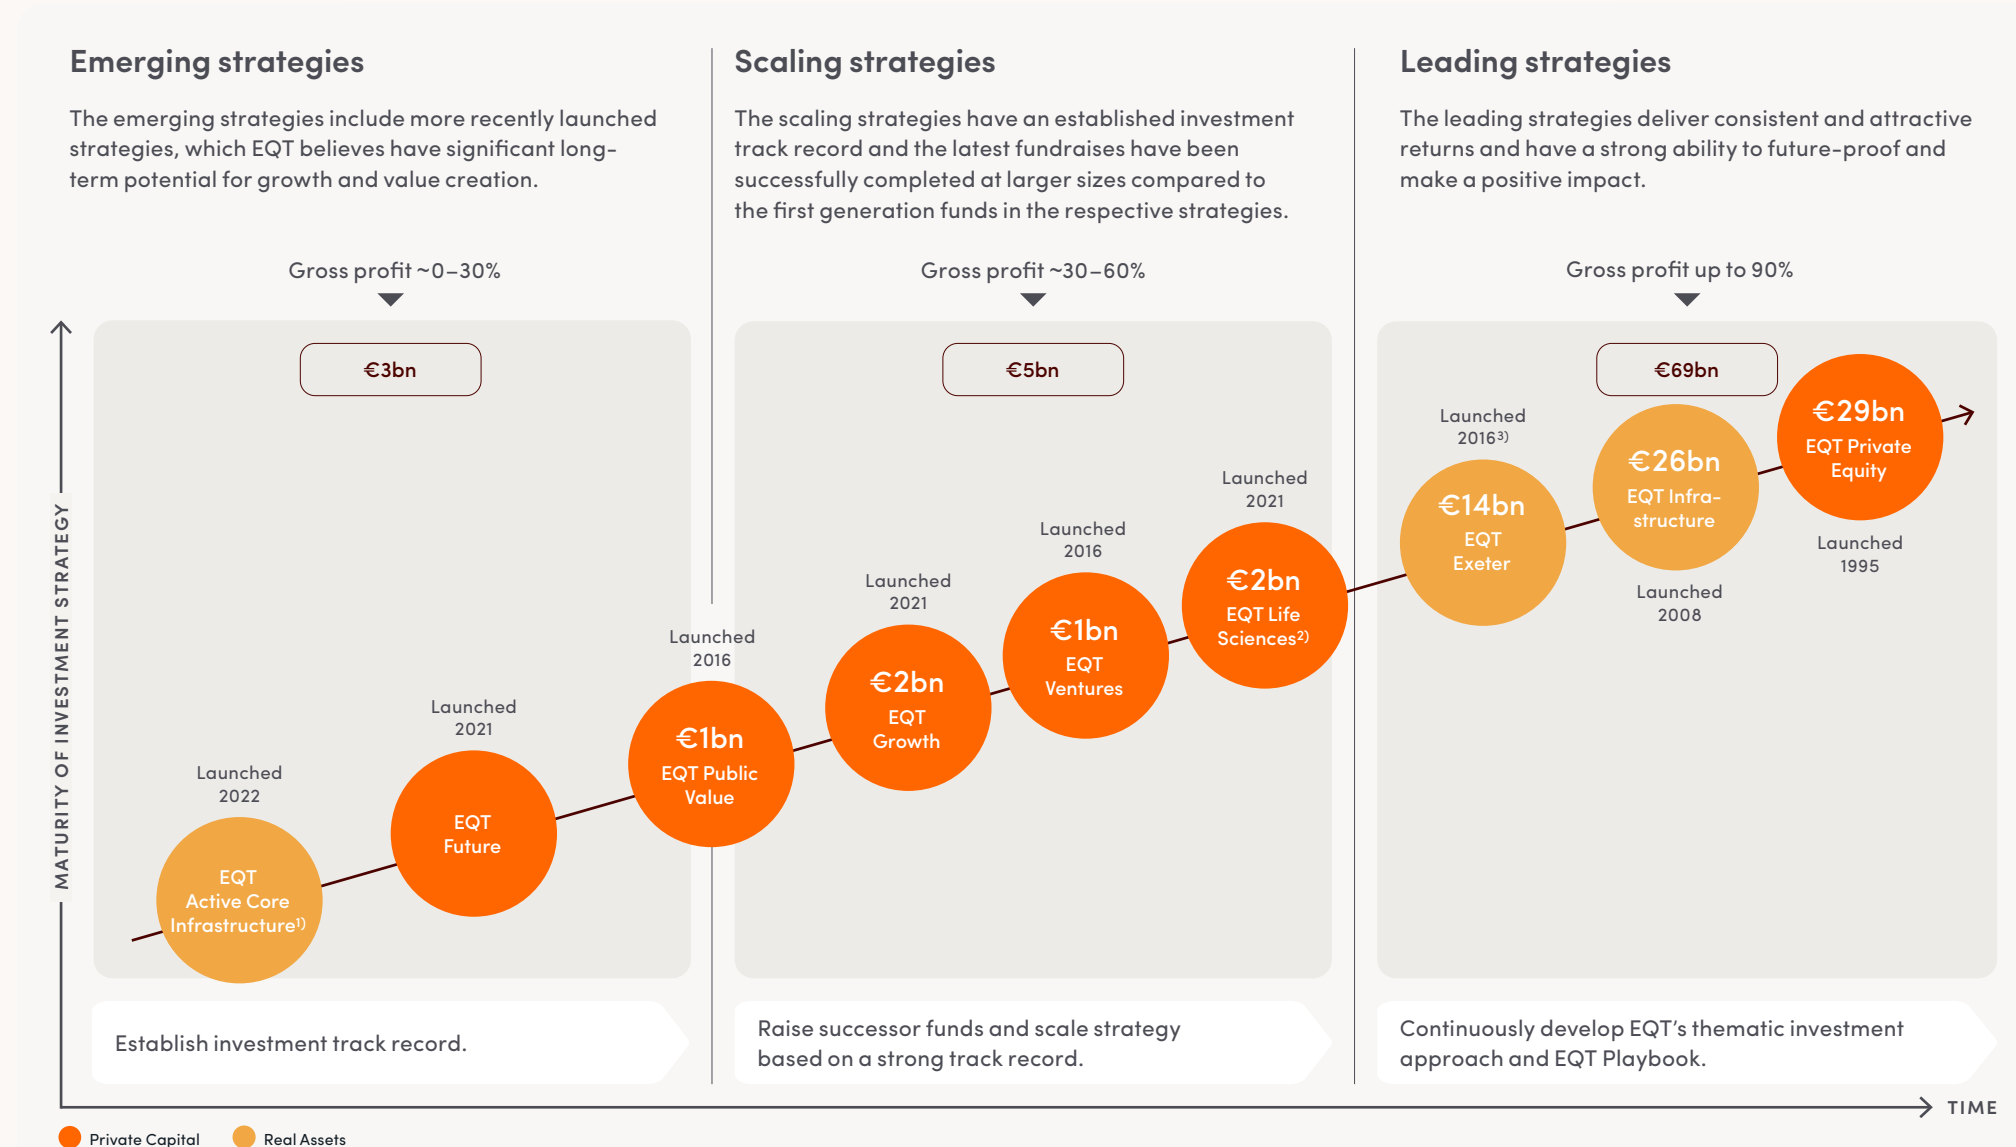 Emerging strategies
The emerging strategies include more recently launched
strategies, which EQT believes have significant long-
term potential for growth and value creation.
Gross profit ~0–30%
€3bn
Scaling strategies
The scaling strategies have an established investment
track record and the latest fundraises have been
successfully completed at larger sizes compared to
the first generation funds in the respective strategies.
Gross profit ~30–60%
€5bn
Leading strategies
The leading strategies deliver consistent and attractive
returns and have a strong ability to future-proof and
make a positive impact.
Gross profit up to 90%
€69bn
MATURITY OF INVESTMENT STRATEGY
Launched
2022
EQT
Active Core
Infrastructure1)
Launched
2021
EQT
Future
Launched
2016
€1bn
EQT Public
Value
Launched
2021
€2bn
EQT
Growth
Launched
2016
€1bn
EQT
Ventures
Launched
2021
€2bn
EQT Life
Sciences2)
Launched
20163)
€14bn
EQT
Exeter
€26bn
EQT Infra-
structure
Launched
2008
€29bn
EQT Private
Equity
Launched
1995
Establish investment track record.
Raise successor funds and scale strategy
based on a strong track record.
Continuously develop EQT’s thematic investment
approach and EQT Playbook.
TIME
Private Capital
Real Assets